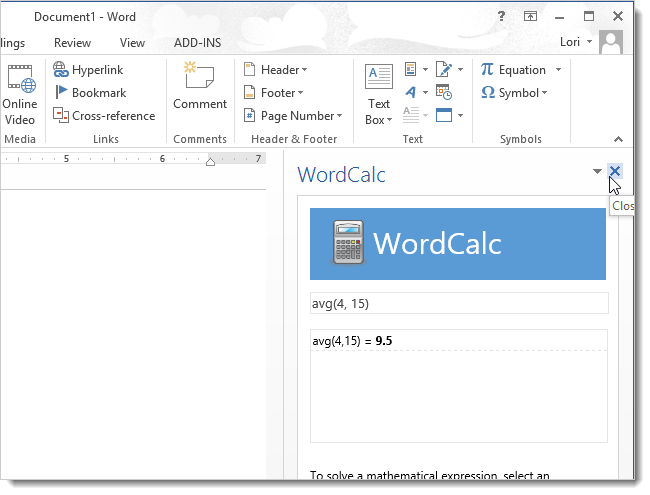 Document1 - Word
?
lings Review View ADD-INS
Lori
Online Video
Media
Hyperlink
Bookmark
Cross-reference
Links
Comment
Comments
Header
Footer
Page Number
Header & Footer
Text Box
A
Text
π Equation
Ω Symbol
Symbols
5 6 7
WordCalc
Clos
WordCalc
avg(4, 15)
avg(4,15) = 9.5
To solve a mathematical expression, select an